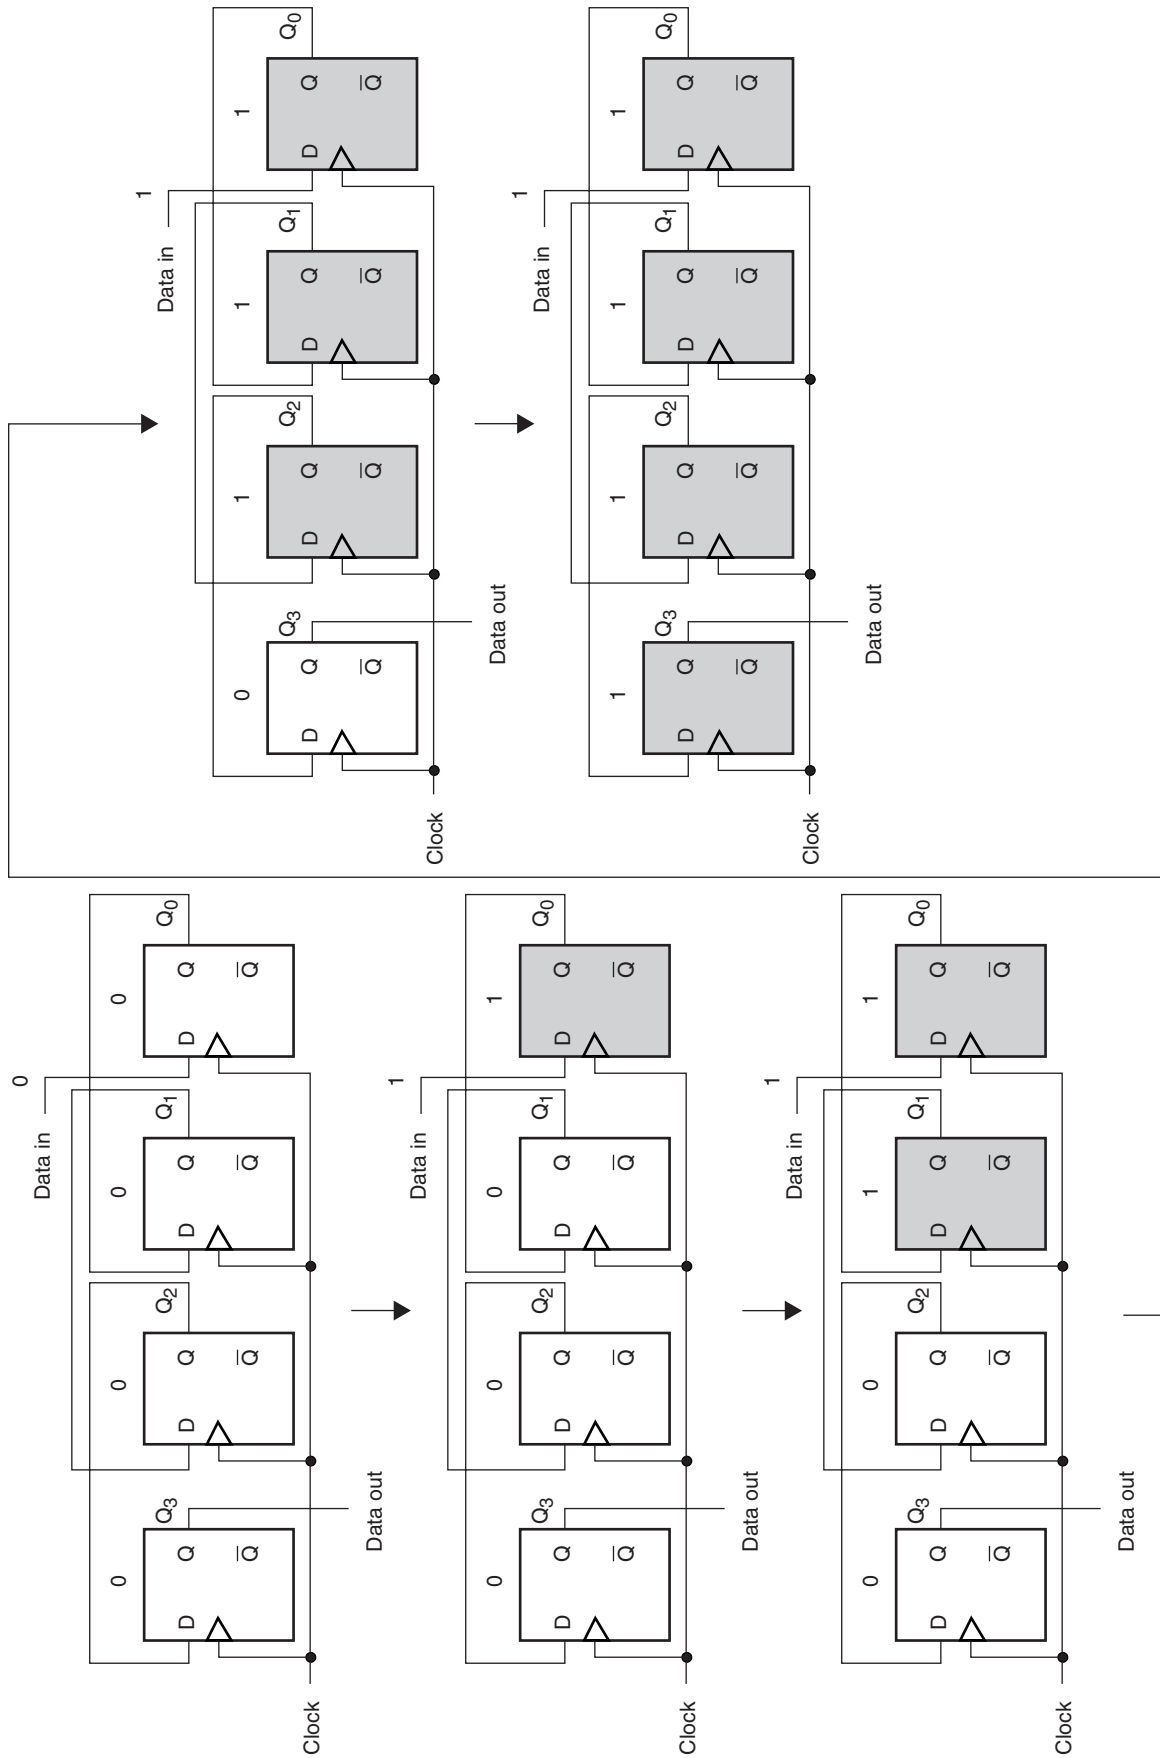 Data in 0
0 0 0 0
Q₃ Q₂ Q₁ Q₀
D Q D Q D Q D Q
Q̅ Q̅ Q̅ Q̅
Clock
Data out
Data in 1
0 0 0 1
Q₃ Q₂ Q₁ Q₀
D Q D Q D Q D Q
Q̅ Q̅ Q̅ Q̅
Clock
Data out
Data in 1
0 0 1 1
Q₃ Q₂ Q₁ Q₀
D Q D Q D Q D Q
Q̅ Q̅ Q̅ Q̅
Clock
Data out
Data in 1
0 1 1 1
Q₃ Q₂ Q₁ Q₀
D Q D Q D Q D Q
Q̅ Q̅ Q̅ Q̅
Clock
Data out
Data in 1
1 1 1 1
Q₃ Q₂ Q₁ Q₀
D Q D Q D Q D Q
Q̅ Q̅ Q̅ Q̅
Clock
Data out